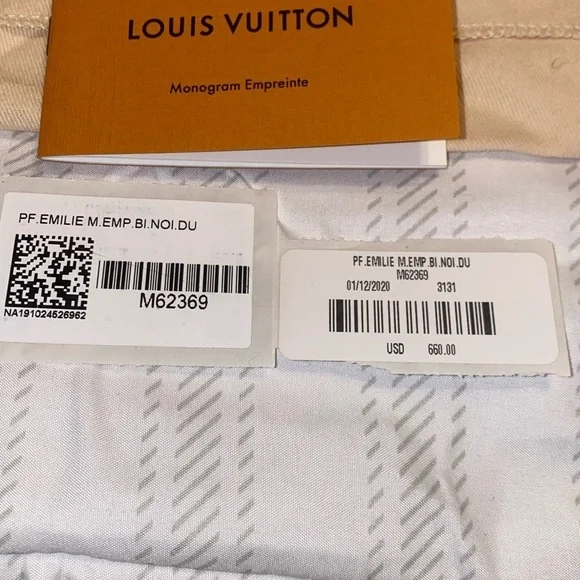 LOUIS VUITTON
Monogram Empreinte
PF.EMILIE M.EMP.BI.NOI.DU
M62369
NA191024526962
PF.EMILIE M.EMP.BI.NOI.DU
M62369
01/12/2020 3131
USD 660.00